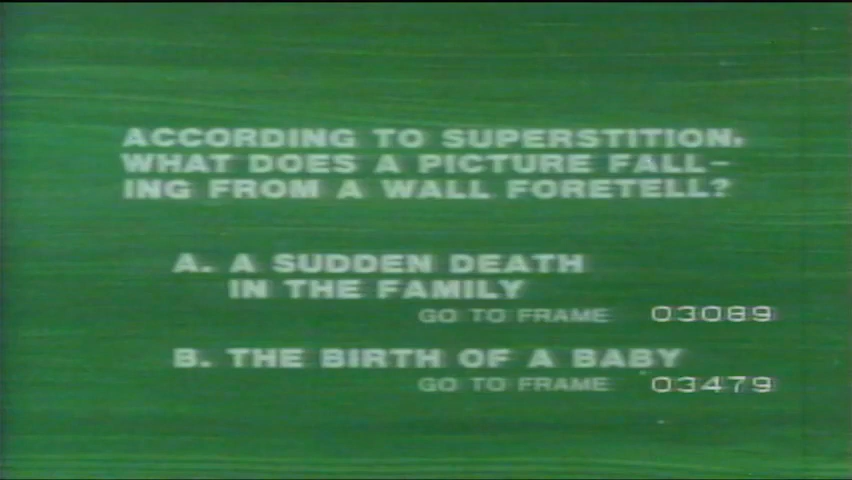 ACCORDING TO SUPERSTITION,
WHAT DOES A PICTURE FALL-
ING FROM A WALL FORETELL?
A. A SUDDEN DEATH
IN THE FAMILY
GO TO FRAME 03089
B. THE BIRTH OF A BABY
GO TO FRAME 03479